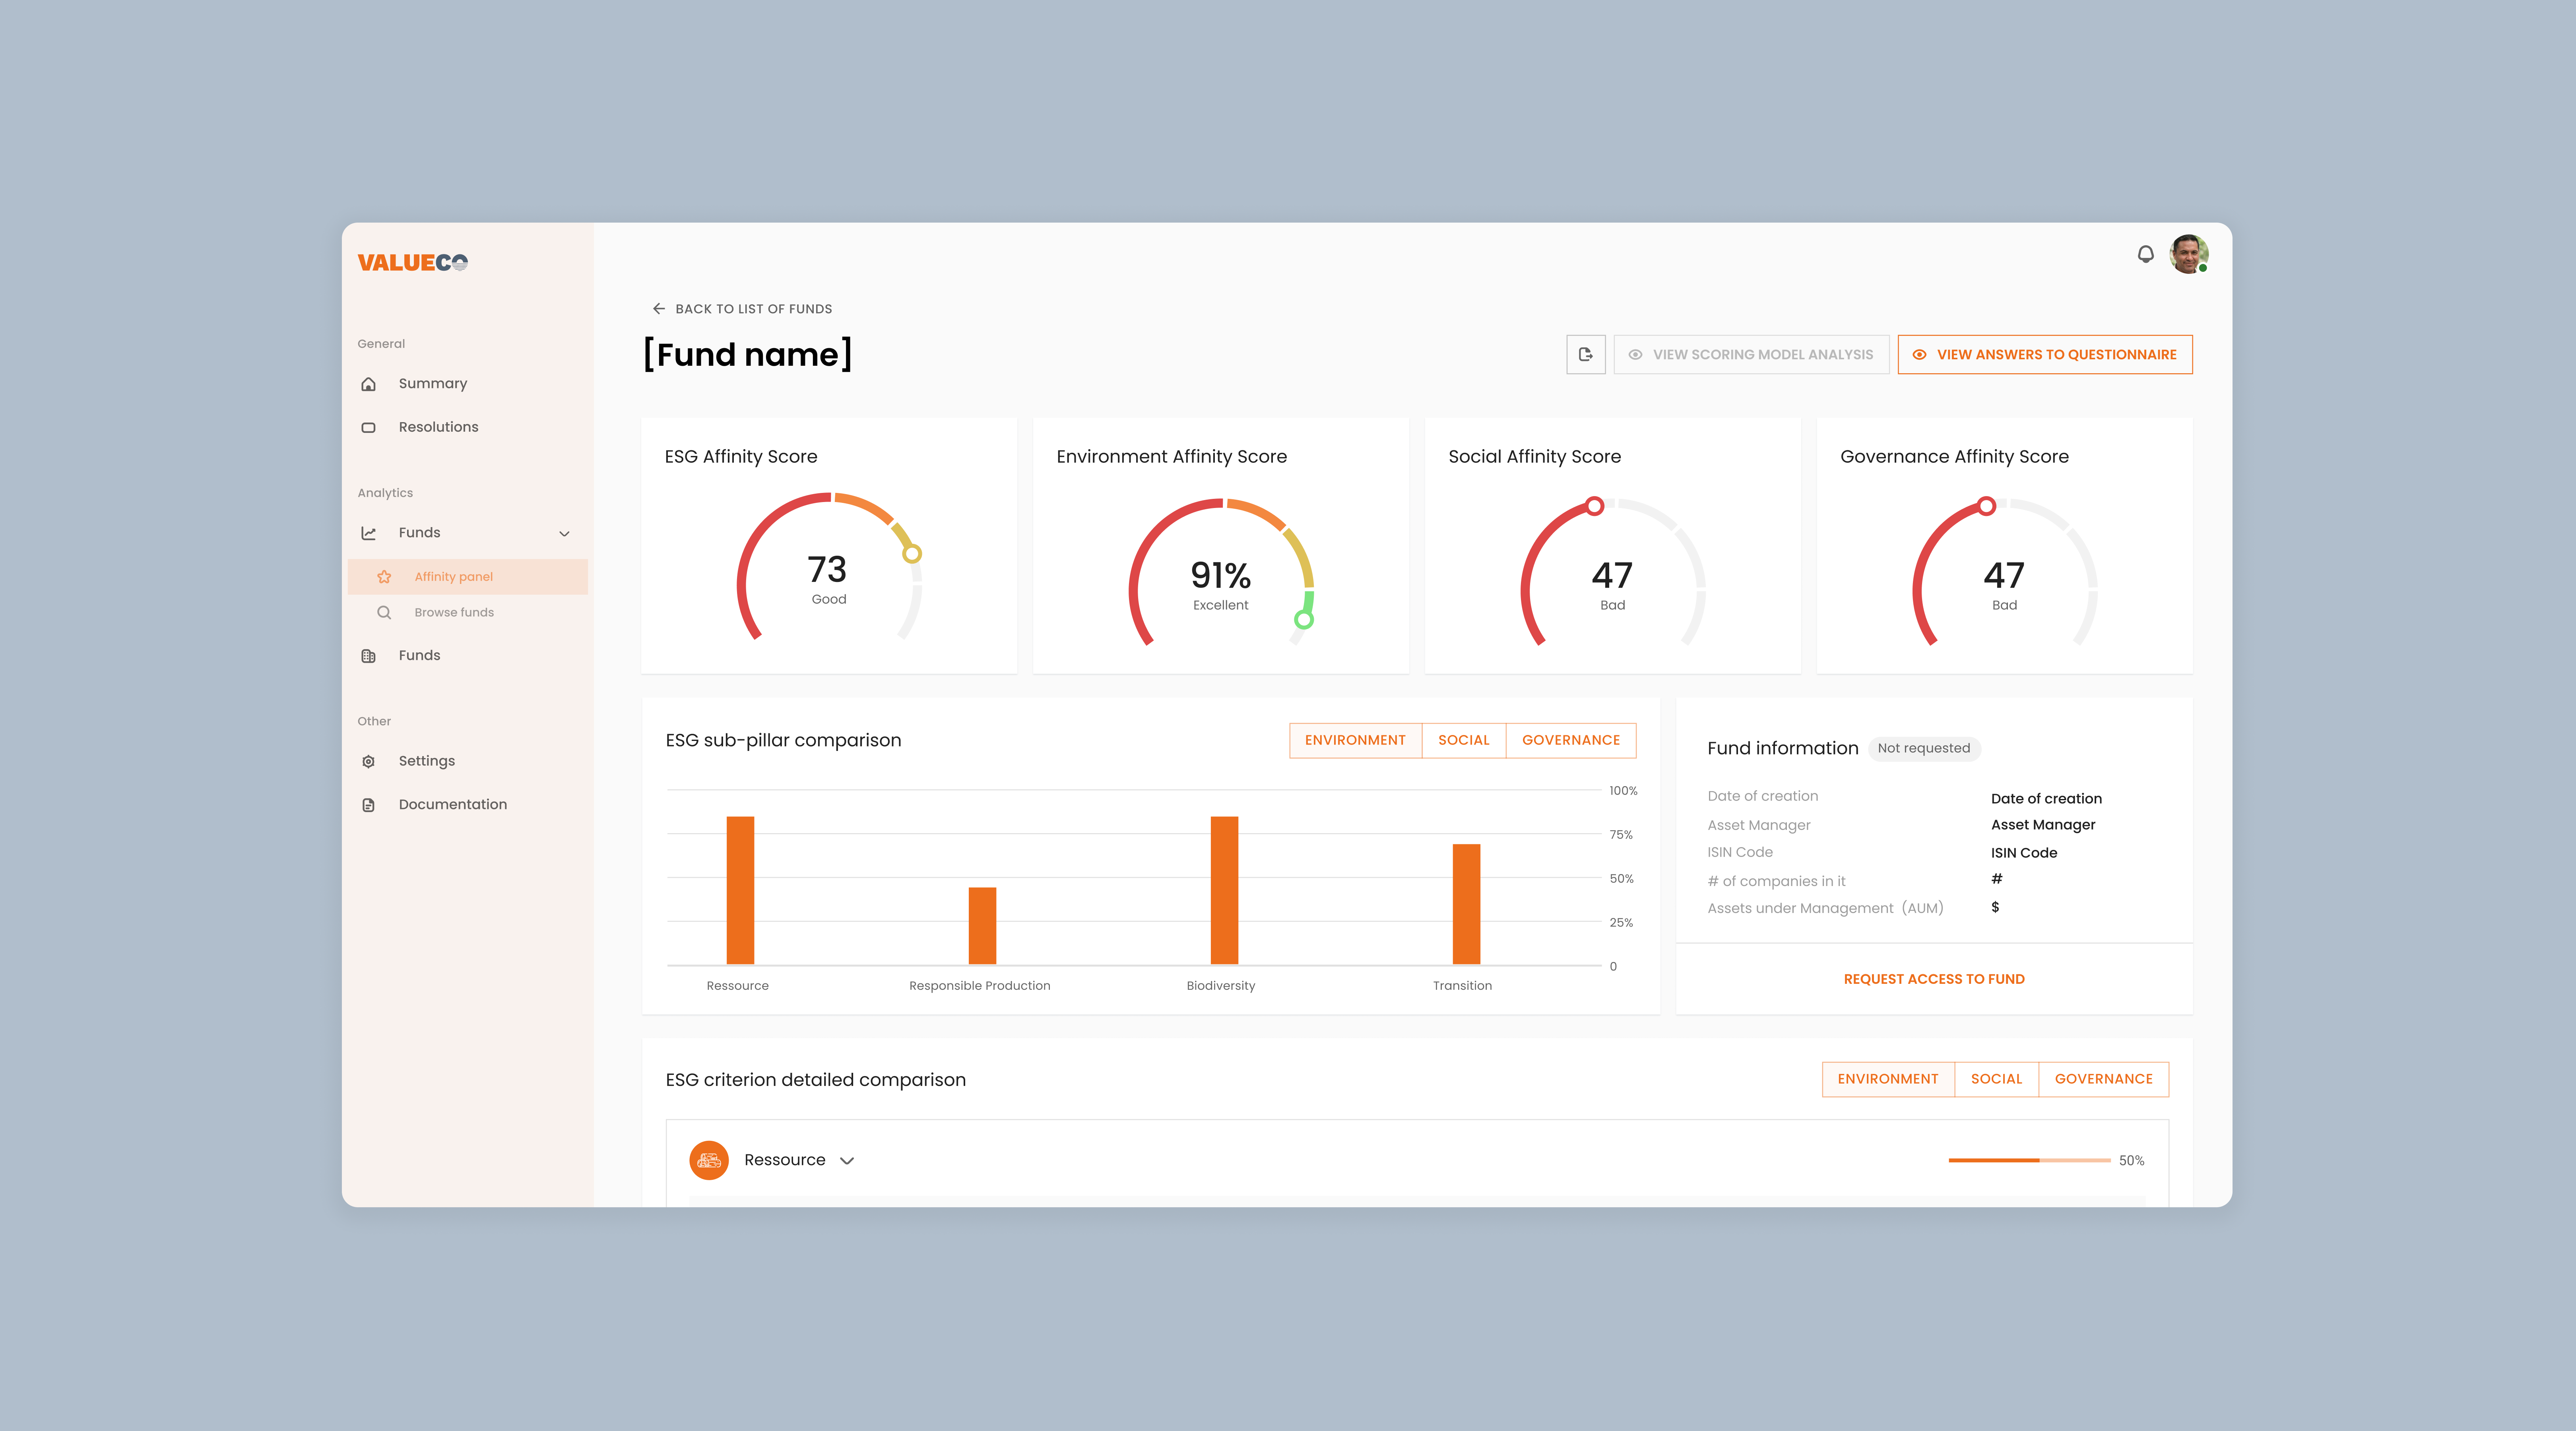 VALUECO
General
Summary
Resolutions
Analytics
Funds
Affinity panel
Browse funds
Funds
Other
Settings
Documentation
BACK TO LIST OF FUNDS
[Fund name]
VIEW SCORING MODEL ANALYSIS
VIEW ANSWERS TO QUESTIONNAIRE
ESG Affinity Score
73
Good
Environment Affinity Score
91%
Excellent
Social Affinity Score
47
Bad
Governance Affinity Score
47
Bad
ESG sub-pillar comparison
ENVIRONMENT
SOCIAL
GOVERNANCE
100%
75%
50%
25%
0
Ressource
Responsible Production
Biodiversity
Transition
Fund information
Not requested
Date of creation
Date of creation
Asset Manager
Asset Manager
ISIN Code
ISIN Code
# of companies in it
#
Assets under Management (AUM)
$
REQUEST ACCESS TO FUND
ESG criterion detailed comparison
ENVIRONMENT
SOCIAL
GOVERNANCE
Ressource
50%